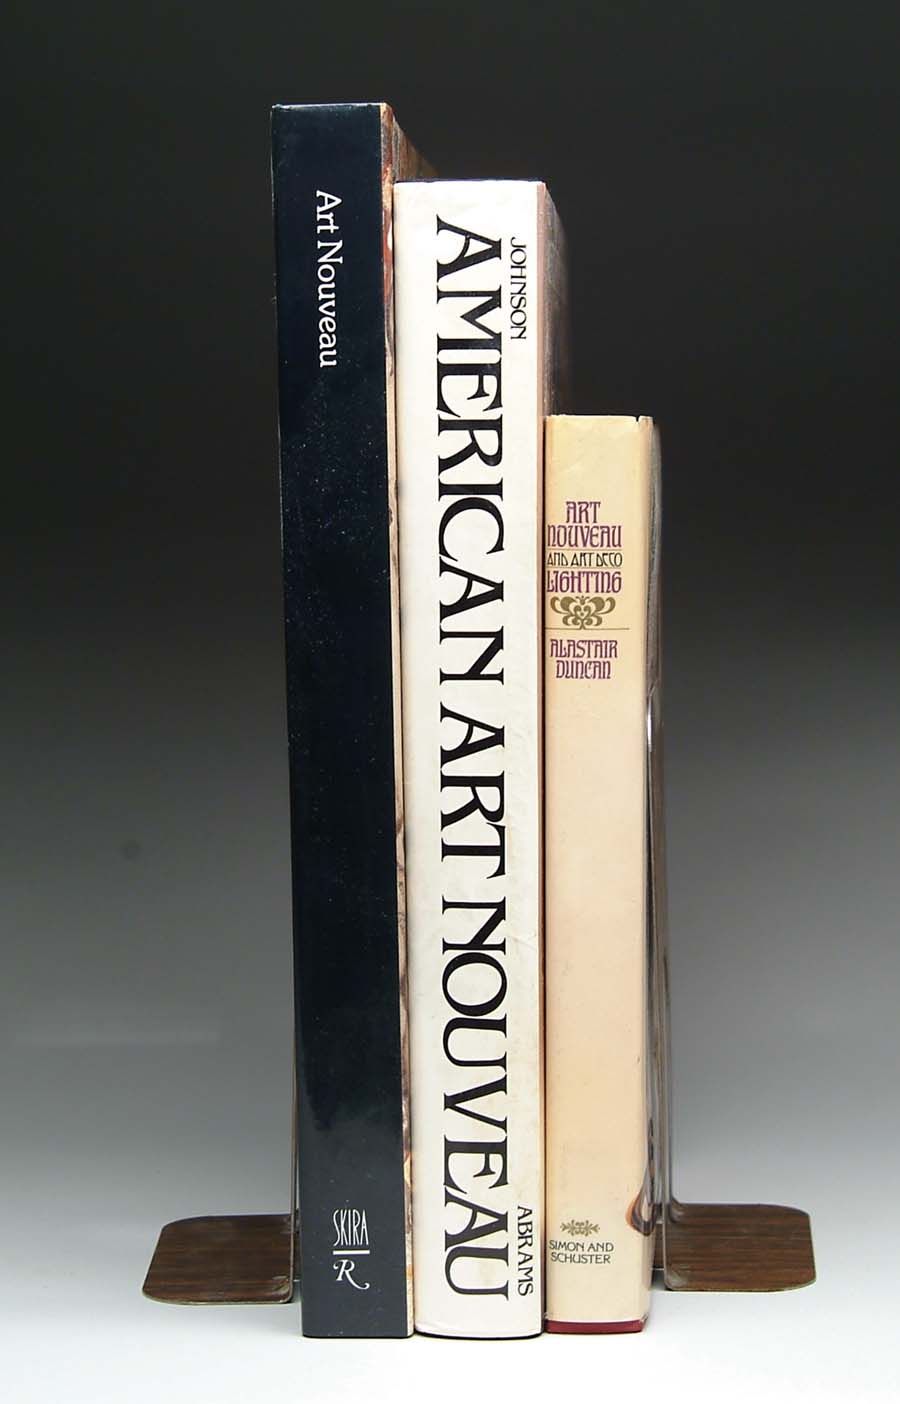 Art Nouveau
SKIRA
R
JOHNSON
AMERICAN ART NOUVEAU
ABRAMS
ART
NOUVEAU
AND ART DECO
LIGHTING
ALASTAIR
DUNCAN
SIMON AND
SCHUSTER